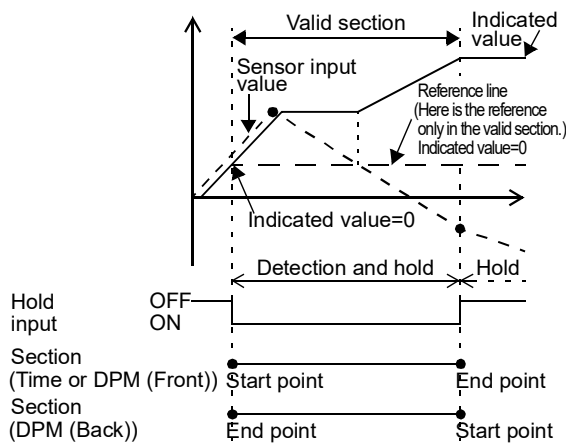 Valid section
Indicated
value
Sensor input
value
Reference line
(Here is the reference
only in the valid section.)
Indicated value=0
Indicated value=0
Detection and hold
Hold
Hold
input
OFF
ON
Section
(Time or DPM (Front))
Start point
End point
Section
(DPM (Back))
End point
Start point